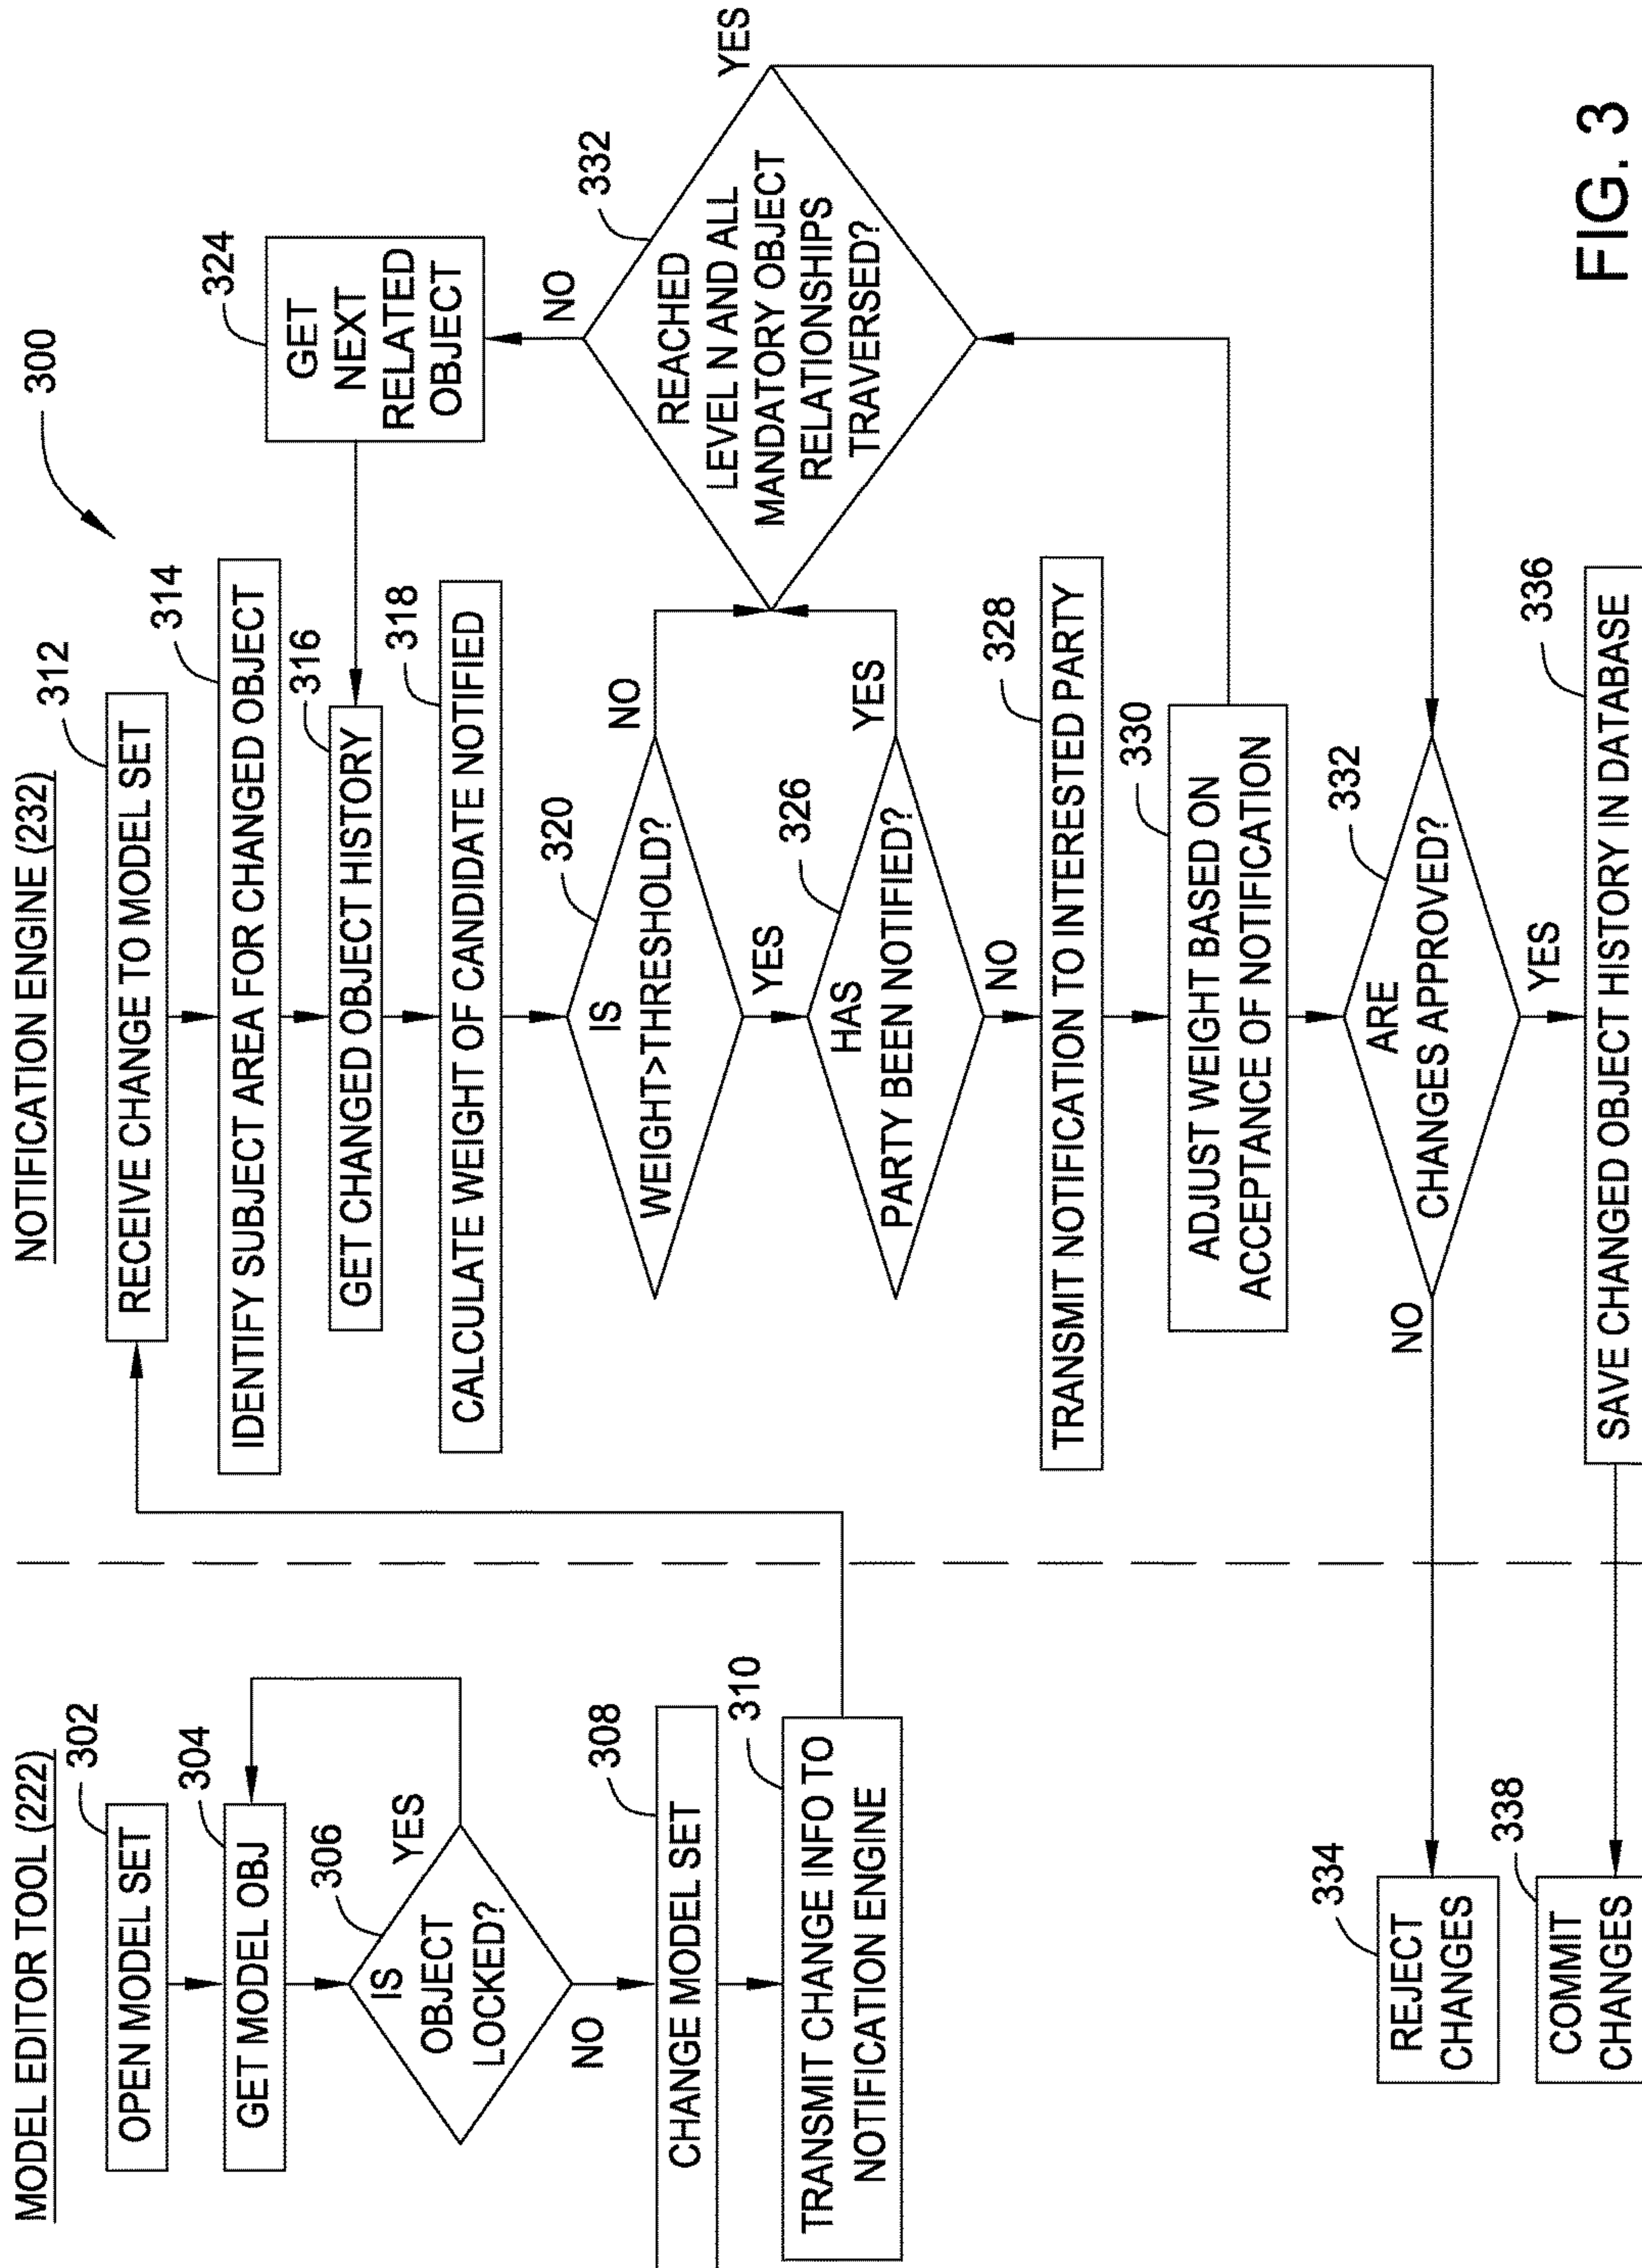 MODEL EDITOR TOOL (222)
302
OPEN MODEL SET
304
GET MODEL OBJ
306
IS
OBJECT
LOCKED?
YES
NO
308
CHANGE MODEL SET
310
TRANSMIT CHANGE INFO TO
NOTIFICATION ENGINE
334
REJECT
CHANGES
338
COMMIT
CHANGES
NOTIFICATION ENGINE (232)
300
312
RECEIVE CHANGE TO MODEL SET
314
IDENTIFY SUBJECT AREA FOR CHANGED OBJECT
316
GET CHANGED OBJECT HISTORY
318
CALCULATE WEIGHT OF CANDIDATE NOTIFIED
320
IS
WEIGHT>THRESHOLD?
NO
YES
326
HAS
PARTY BEEN NOTIFIED?
YES
NO
328
TRANSMIT NOTIFICATION TO INTERESTED PARTY
330
ADJUST WEIGHT BASED ON
ACCEPTANCE OF NOTIFICATION
332
ARE
CHANGES APPROVED?
NO
YES
336
SAVE CHANGED OBJECT HISTORY IN DATABASE
324
GET
NEXT
RELATED
OBJECT
NO
332
REACHED
LEVEL N AND ALL
MANDATORY OBJECT
RELATIONSHIPS
TRAVERSED?
YES
FIG. 3